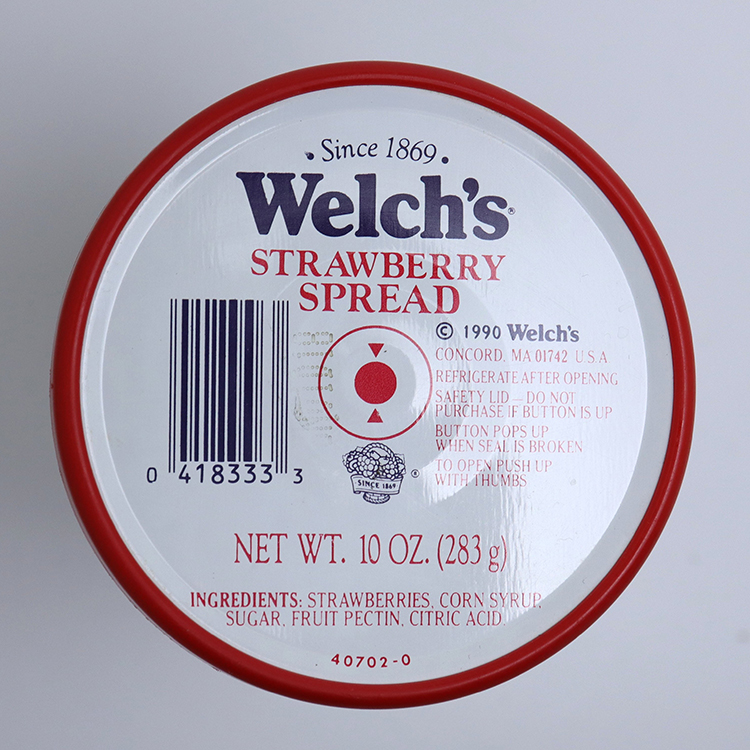 · Since 1869 ·
Welch's®
STRAWBERRY
SPREAD
© 1990 Welch's
CONCORD, MA 01742 U.S.A
REFRIGERATE AFTER OPENING
SAFETY LID — DO NOT
PURCHASE IF BUTTON IS UP
BUTTON POPS UP
WHEN SEAL IS BROKEN
TO OPEN PUSH UP
WITH THUMBS
0 418333 3
SINCE 1869 ®
NET WT. 10 OZ. (283 g)
INGREDIENTS: STRAWBERRIES, CORN SYRUP,
SUGAR, FRUIT PECTIN, CITRIC ACID
40702-0